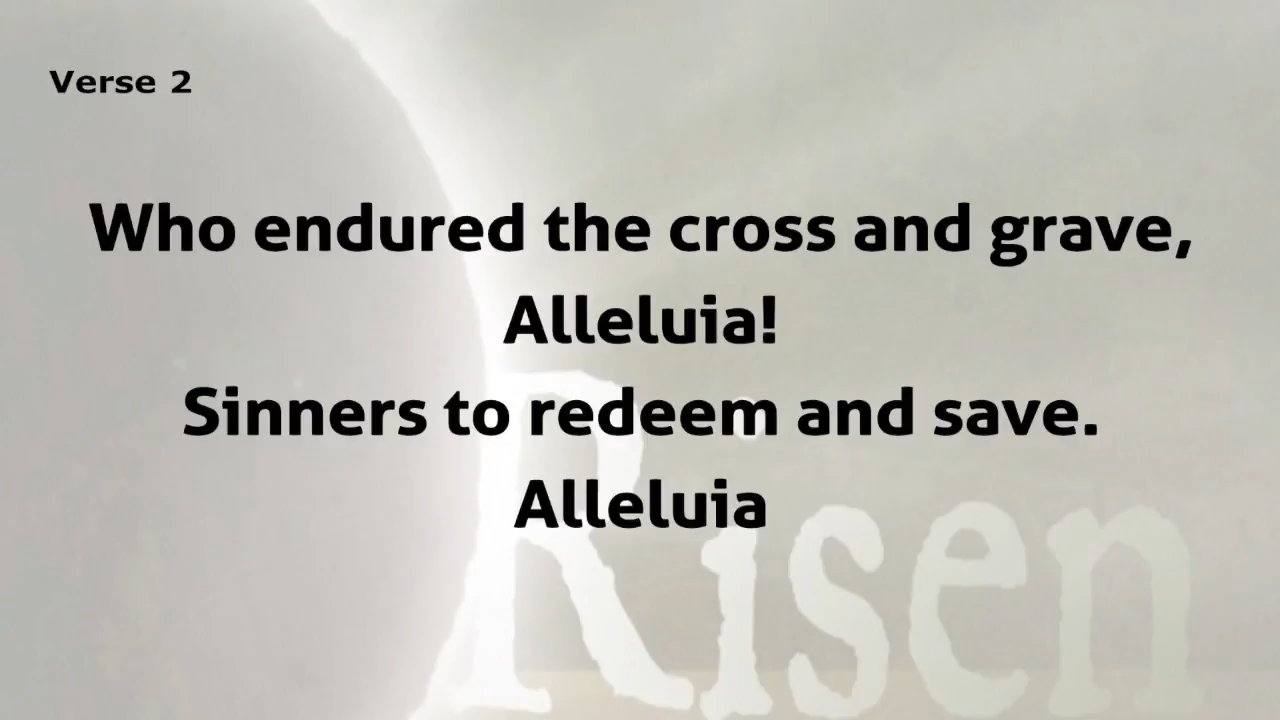 Verse 2
Who endured the cross and grave,
Alleluia!
Sinners to redeem and save.
Alleluia
Risen